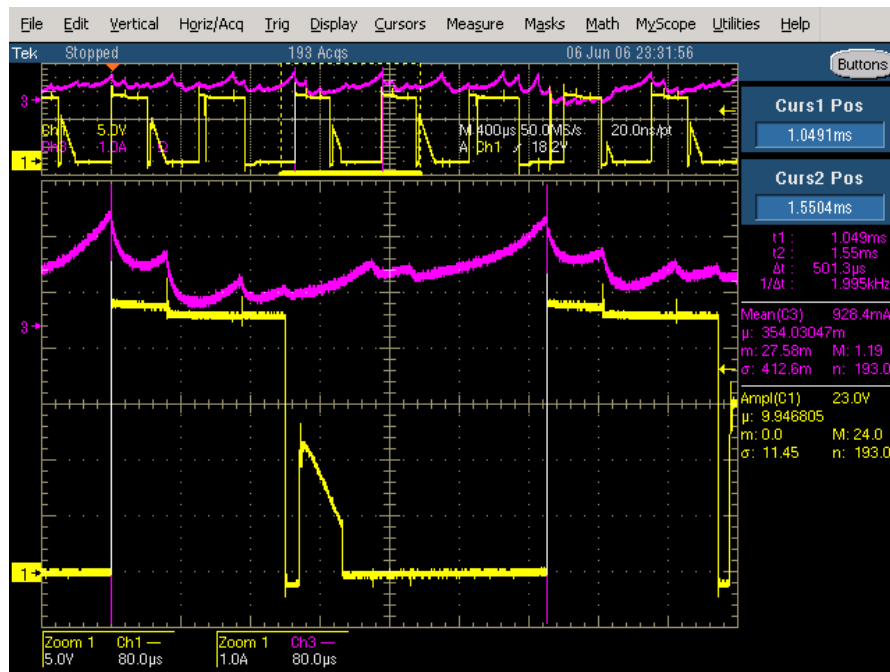 File Edit Vertical Horiz/Acq Trig Display Cursors Measure Masks Math MyScope Utilities Help
Tek Stopped 193 Acqs 06 Jun 06 23:31:56
Buttons
Curs1 Pos
1.0491ms
Curs2 Pos
1.5504ms
3
5.0V M 400µs 50.0MS/s 20.0ns/pt
1.0A A Ch1 18.2V
1
t1: 1.049ms
t2: 1.55ms
Δt: 501.3µs
1/Δt: 1.995kHz
Mean(C3) 928.4mA
µ: 354.03047m
m: 27.58m M: 1.19
σ: 412.6m n: 193.0
Ampl(C1) 23.0V
µ: 9.946805
m: 0.0 M: 24.0
σ: 11.45 n: 193.0
3
1
Zoom 1 Ch1 Zoom 1 Ch3
5.0V 80.0µs 1.0A 80.0µs